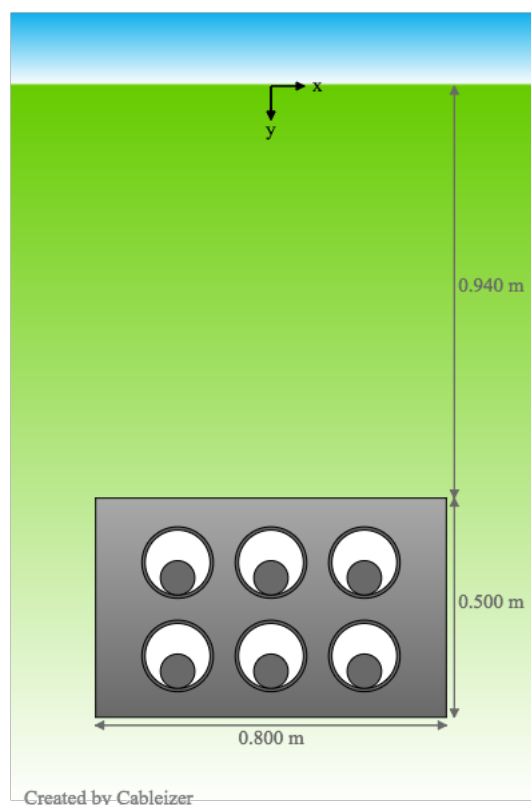 x
y
0.940 m
0.500 m
0.800 m
Created by Cableizer